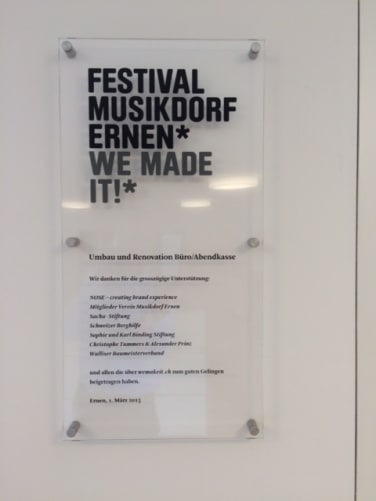 FESTIVAL
MUSIKDORF
ERNEN*
WE MADE
IT!*
Umbau und Renovation Büro/Abendkasse
Wir danken für die grosszügige Unterstützung:
NOSE – creating brand experience
Mitglieder Verein Musikdorf Ernen
Sacha Stiftung
Schweizer Berghilfe
Sophie und Karl Binding Stiftung
Christophe Tammers & Alexander Prinz
Walliser Baumeisterverband
und allen die über wemakeit.ch zum guten Gelingen
beigetragen haben.
Ernen, 1. März 2013